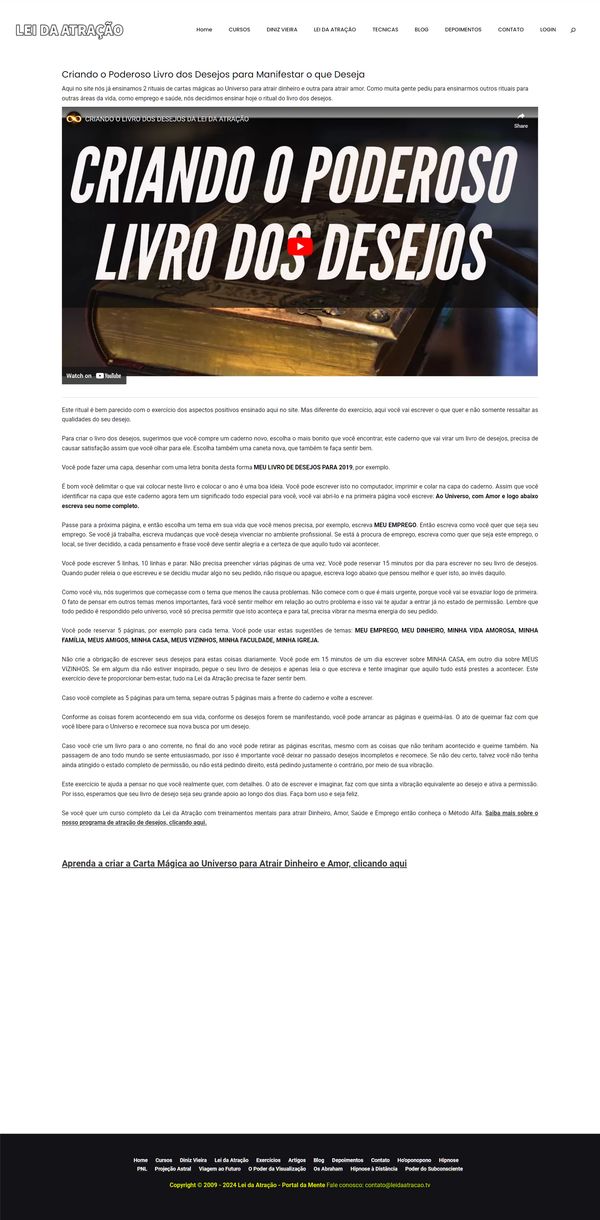 LEI DA ATRAÇÃO
Home CURSOS DINIZ VIEIRA LEI DA ATRAÇÃO TECNICAS BLOG DEPOIMENTOS CONTATO LOGIN
Criando o Poderoso Livro dos Desejos para Manifestar o que Deseja
Aqui no site nós já ensinamos 2 rituais de cartas mágicas ao Universo para atrair dinheiro e outra para atrair amor. Como muita gente pediu para ensinarmos outros rituais para
outras áreas da vida, como emprego e saúde, nós decidimos ensinar hoje o ritual do livro dos desejos.
CRIANDO O LIVRO DOS DESEJOS DA LEI DA ATRAÇÃO
Share
CRIANDO O PODEROSO
LIVRO DOS DESEJOS
Watch on YouTube
Este ritual é bem parecido com o exercício dos aspectos positivos ensinado aqui no site. Mas diferente do exercício, aqui você vai escrever o que quer e não somente ressaltar as
qualidades do seu desejo.
Para criar o livro dos desejos, sugerimos que você compre um caderno novo, escolha o mais bonito que você encontrar, este caderno que vai virar um livro de desejos, precisa de
causar satisfação assim que você olhar para ele. Escolha também uma caneta nova, que também te faça sentir bem.
Você pode fazer uma capa, desenhar com uma letra bonita desta forma MEU LIVRO DE DESEJOS PARA 2019, por exemplo.
É bom você delimitar o que vai colocar neste livro e colocar o ano é uma boa ideia. Você pode escrever isto no computador, imprimir e colar na capa do caderno. Assim que você
identificar na capa que este caderno agora tem um significado todo especial para você, você vai abri-lo e na primeira página você escreve: Ao Universo, com Amor e logo abaixo
escreva seu nome completo.
Passe para a próxima página, e então escolha um tema em sua vida que você menos precisa, por exemplo, escreva MEU EMPREGO. Então escreva como você quer que seja seu
emprego. Se você já trabalha, escreva mudanças que você deseja vivenciar no ambiente profissional. Se está à procura de emprego, escreva como quer que seja este emprego, o
local, se tiver decidido, a cada pensamento e frase você deve sentir alegria e a certeza de que aquilo tudo vai acontecer.
Você pode escrever 5 linhas, 10 linhas e parar. Não precisa preencher várias páginas de uma vez. Você pode reservar 15 minutos por dia para escrever no seu livro de desejos.
Quando puder releia o que escreveu e se decidiu mudar algo no seu pedido, não risque ou apague, escreva logo abaixo que pensou melhor e quer isto, ao invés daquilo.
Como você viu, nós sugerimos que começasse com o tema que menos lhe causa problemas. Não comece com o que é mais urgente, porque você vai se esvaziar logo de primeira.
O fato de pensar em outros temas menos importantes, fará você sentir melhor em relação ao outro problema e isso vai te ajudar a entrar já no estado de permissão. Lembre que
todo pedido é respondido pelo universo, você só precisa permitir que isto aconteça e para tal, precisa vibrar na mesma energia do seu pedido.
Você pode reservar 5 páginas, por exemplo para cada tema. Você pode usar estas sugestões de temas: MEU EMPREGO, MEU DINHEIRO, MINHA VIDA AMOROSA, MINHA
FAMÍLIA, MEUS AMIGOS, MINHA CASA, MEUS VIZINHOS, MINHA FACULDADE, MINHA IGREJA.
Não crie a obrigação de escrever seus desejos para estas coisas diariamente. Você pode em 15 minutos de um dia escrever sobre MINHA CASA, em outro dia sobre MEUS
VIZINHOS. Se em algum dia não estiver inspirado, pegue o seu livro de desejos e apenas leia o que escreva e tente imaginar que aquilo tudo está prestes a acontecer. Este
exercício deve te proporcionar bem-estar, tudo na Lei da Atração precisa te fazer sentir bem.
Caso você complete as 5 páginas para um tema, separe outras 5 páginas mais a frente do caderno e volte a escrever.
Conforme as coisas forem acontecendo em sua vida, conforme os desejos forem se manifestando, você pode arrancar as páginas e queimá-las. O ato de queimar faz com que
você libere para o Universo e recomece sua nova busca por um desejo.
Caso você crie um livro para o ano corrente, no final do ano você pode retirar as páginas escritas, mesmo com as coisas que não tenham acontecido e queime também. Na
passagem de ano todo mundo se sente entusiasmado, por isso é importante você deixar no passado desejos incompletos e recomece. Se não deu certo, talvez você não tenha
ainda atingido o estado completo de permissão, ou não está pedindo direito, está pedindo justamente o contrário, por meio de sua vibração.
Este exercício te ajuda a pensar no que você realmente quer, com detalhes. O ato de escrever e imaginar, faz com que sinta a vibração equivalente ao desejo e ativa a permissão.
Por isso, esperamos que seu livro de desejo seja seu grande apoio ao longo dos dias. Faça bom uso e seja feliz.
Se você quer um curso completo da Lei da Atração com treinamentos mentais para atrair Dinheiro, Amor, Saúde e Emprego então conheça o Método Alfa. Saiba mais sobre o
nosso programa de atração de desejos, clicando aqui.
Aprenda a criar a Carta Mágica ao Universo para Atrair Dinheiro e Amor, clicando aqui
Home Cursos Diniz Vieira Lei da Atração Exercícios Artigos Blog Depoimentos Contato Ho'oponopono Hipnose
PNL Projeção Astral Viagem ao Futuro O Poder da Visualização Os Abraham Hipnose à Distância Poder do Subconsciente
Copyright © 2009 - 2024 Lei da Atração - Portal da Mente Fale conosco: contato@leidaatracao.tv